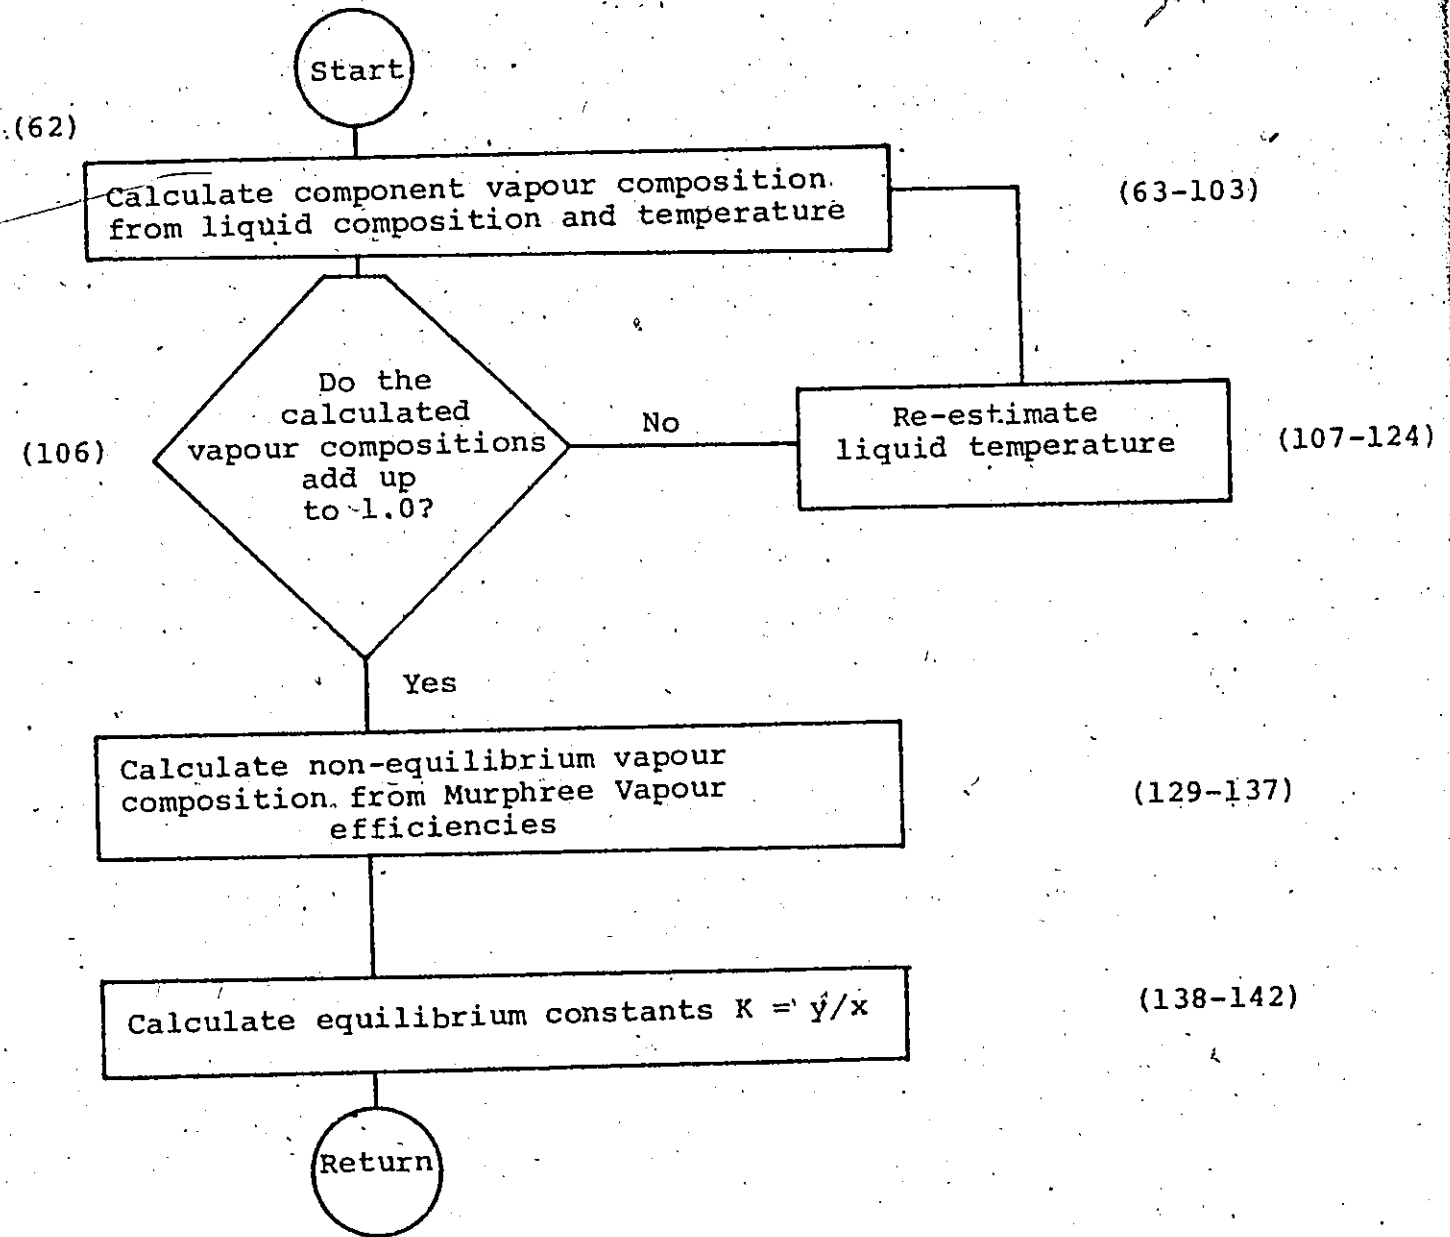 Start
(62)
Calculate component vapour composition
from liquid composition and temperature
(63-103)
Do the
calculated
vapour compositions
add up
to 1.0?
(106)
No
Re-estimate
liquid temperature
(107-124)
Yes
Calculate non-equilibrium vapour
composition from Murphree Vapour
efficiencies
(129-137)
Calculate equilibrium constants K = y/x
(138-142)
Return